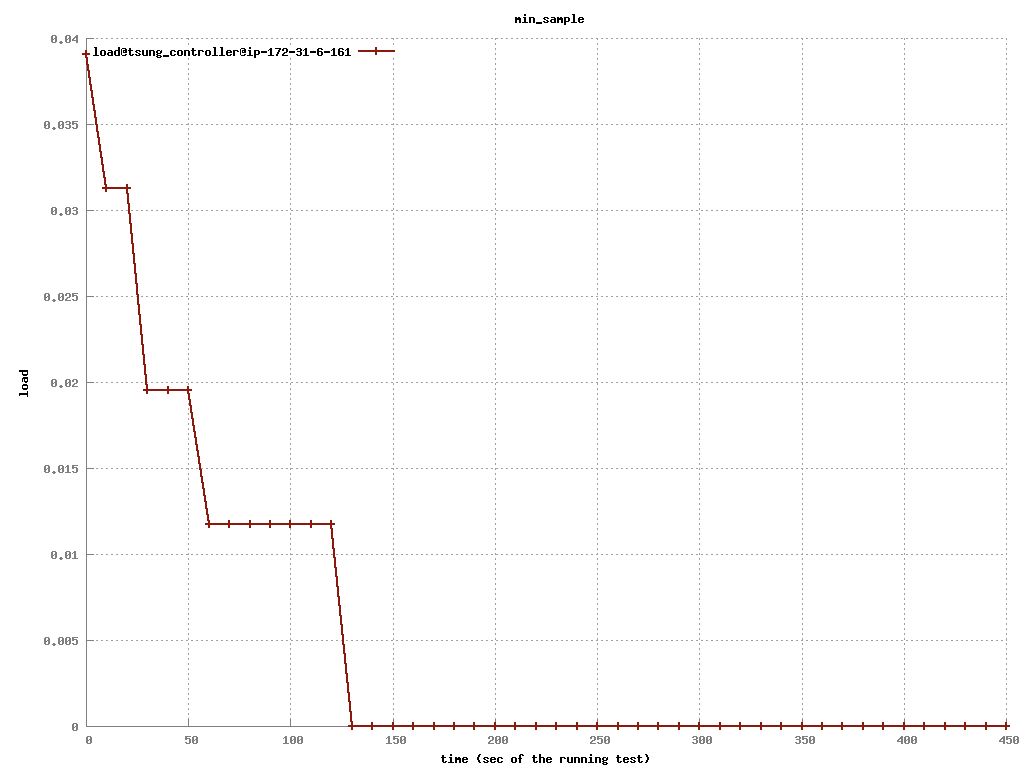 min_sample
load@tsung_controller@ip-172-31-6-161
0.04
0.035
0.03
0.025
0.02
0.015
0.01
0.005
0
load
0 50 100 150 200 250 300 350 400 450
time (sec of the running test)